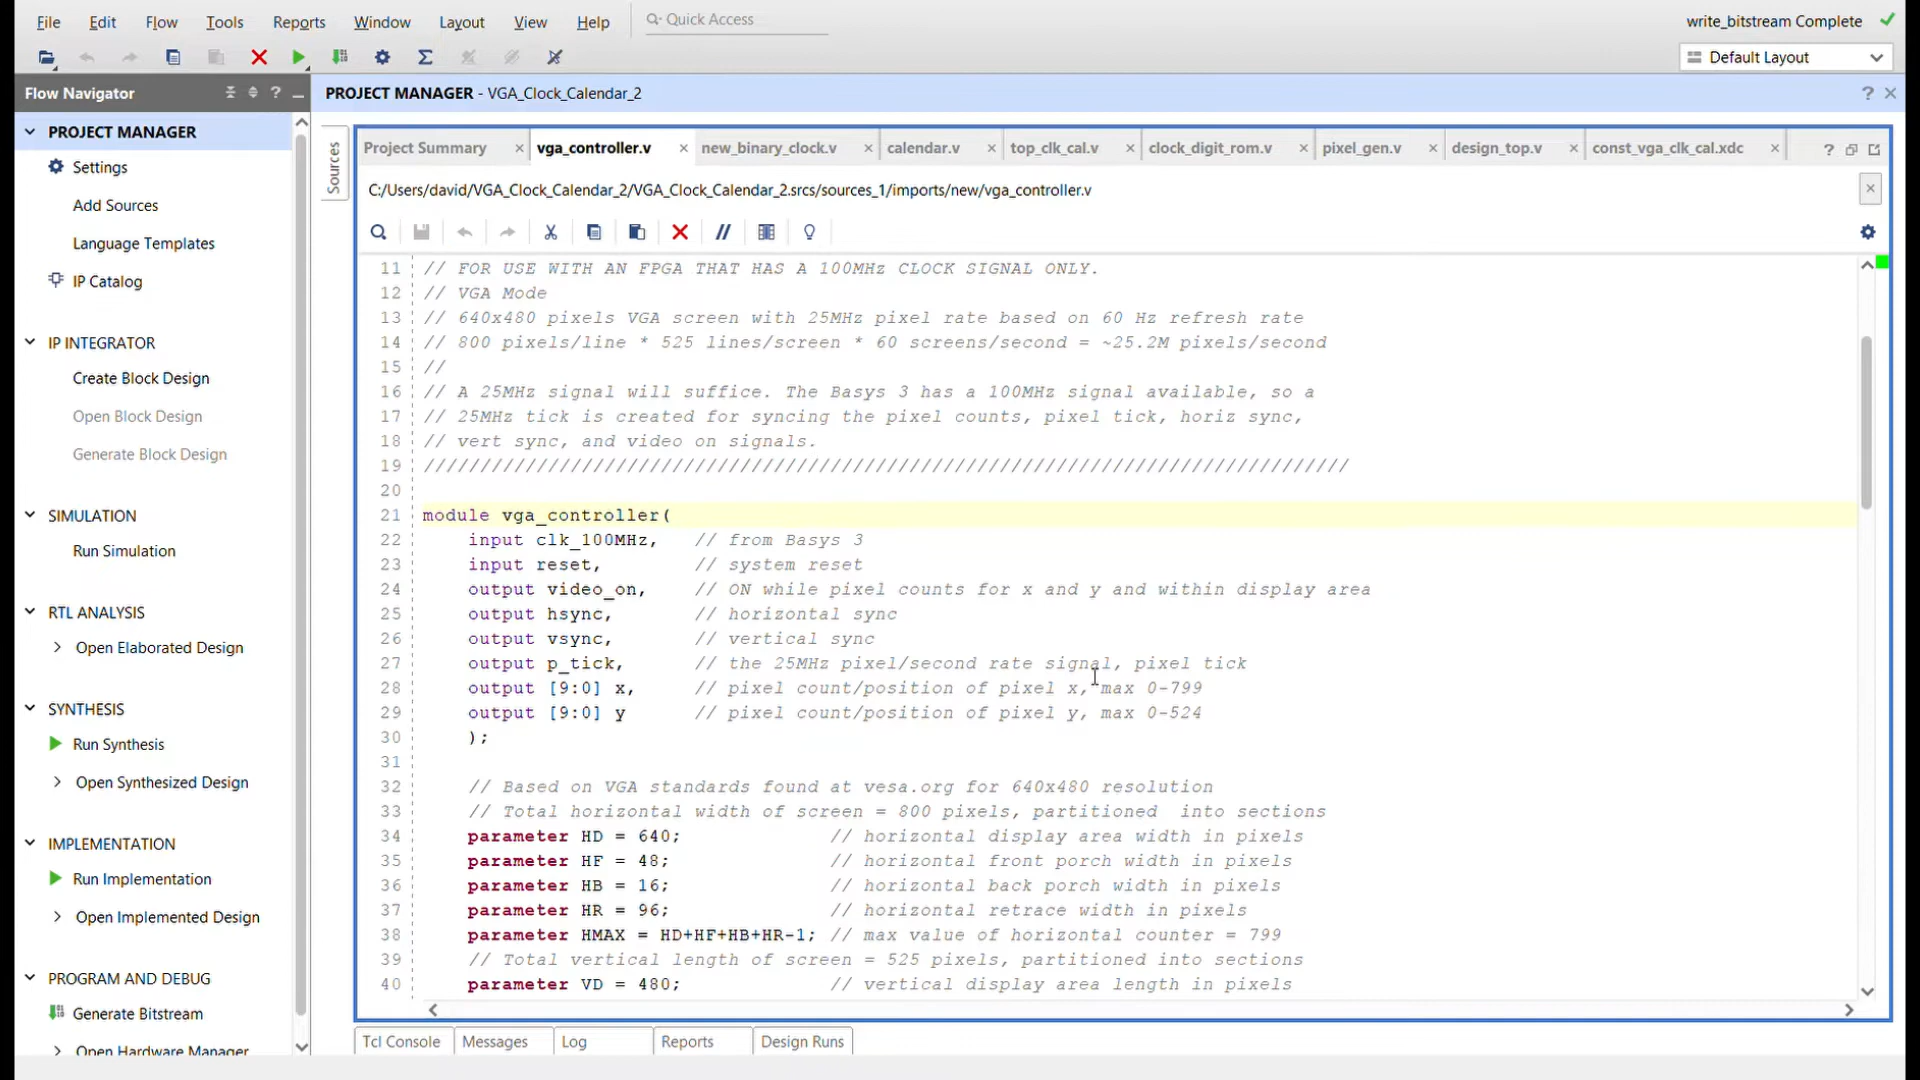 File Edit Flow Tools Reports Window Layout View Help Quick Access write_bitstream Complete
Default Layout
Flow Navigator
PROJECT MANAGER - VGA_Clock_Calendar_2
PROJECT MANAGER
Settings
Add Sources
Language Templates
IP Catalog
IP INTEGRATOR
Create Block Design
Open Block Design
Generate Block Design
SIMULATION
Run Simulation
RTL ANALYSIS
Open Elaborated Design
SYNTHESIS
Run Synthesis
Open Synthesized Design
IMPLEMENTATION
Run Implementation
Open Implemented Design
PROGRAM AND DEBUG
Generate Bitstream
Open Hardware Manager
Sources
Project Summary vga_controller.v new_binary_clock.v calendar.v top_clk_cal.v clock_digit_rom.v pixel_gen.v design_top.v const_vga_clk_cal.xdc
C:/Users/david/VGA_Clock_Calendar_2/VGA_Clock_Calendar_2.srcs/sources_1/imports/new/vga_controller.v
11 // FOR USE WITH AN FPGA THAT HAS A 100MHz CLOCK SIGNAL ONLY.
12 // VGA Mode
13 // 640x480 pixels VGA screen with 25MHz pixel rate based on 60 Hz refresh rate
14 // 800 pixels/line * 525 lines/screen * 60 screens/second = ~25.2M pixels/second
15 //
16 // A 25MHz signal will suffice. The Basys 3 has a 100MHz signal available, so a
17 // 25MHz tick is created for syncing the pixel counts, pixel tick, horiz sync,
18 // vert sync, and video on signals.
19 //////////////////////////////////////////////////////////////////////////////////
20
21 module vga_controller(
22 input clk_100MHz, // from Basys 3
23 input reset, // system reset
24 output video_on, // ON while pixel counts for x and y and within display area
25 output hsync, // horizontal sync
26 output vsync, // vertical sync
27 output p_tick, // the 25MHz pixel/second rate signal, pixel tick
28 output [9:0] x, // pixel count/position of pixel x, max 0-799
29 output [9:0] y // pixel count/position of pixel y, max 0-524
30 );
31
32 // Based on VGA standards found at vesa.org for 640x480 resolution
33 // Total horizontal width of screen = 800 pixels, partitioned  into sections
34 parameter HD = 640; // horizontal display area width in pixels
35 parameter HF = 48; // horizontal front porch width in pixels
36 parameter HB = 16; // horizontal back porch width in pixels
37 parameter HR = 96; // horizontal retrace width in pixels
38 parameter HMAX = HD+HF+HB+HR-1; // max value of horizontal counter = 799
39 // Total vertical length of screen = 525 pixels, partitioned into sections
40 parameter VD = 480; // vertical display area length in pixels
Tcl Console Messages Log Reports Design Runs